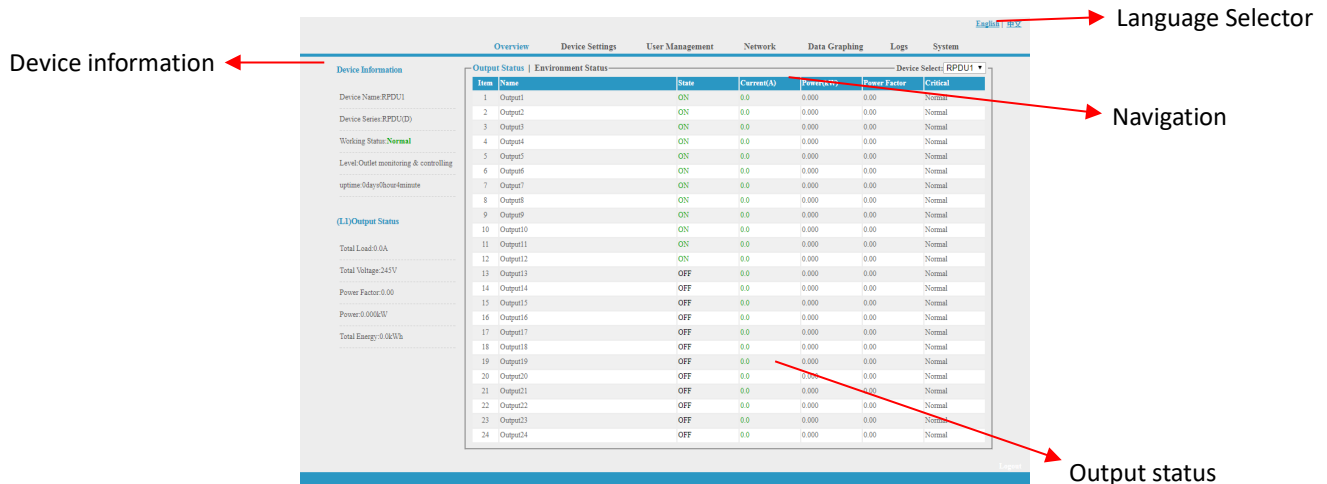 English | 中文
Language Selector
Overview Device Settings User Management Network Data Graphing Logs System
Device information
Device Information
Device Name:RPDU1
Device Series:RPDU(D)
Working Status:Normal
Level:Outlet monitoring & controlling
uptime:0days0hour4minute
(L1)Output Status
Total Load:0.0A
Total Voltage:245V
Power Factor:0.00
Power:0.000kW
Total Energy:0.0kWh
Output Status | Environment Status
Device Select: RPDU1
Item Name State Current(A) Power(kW) Power Factor Critical
1 Output1 ON 0.0 0.000 0.00 Normal
2 Output2 ON 0.0 0.000 0.00 Normal
3 Output3 ON 0.0 0.000 0.00 Normal
4 Output4 ON 0.0 0.000 0.00 Normal
5 Output5 ON 0.0 0.000 0.00 Normal
6 Output6 ON 0.0 0.000 0.00 Normal
7 Output7 ON 0.0 0.000 0.00 Normal
8 Output8 ON 0.0 0.000 0.00 Normal
9 Output9 ON 0.0 0.000 0.00 Normal
10 Output10 ON 0.0 0.000 0.00 Normal
11 Output11 ON 0.0 0.000 0.00 Normal
12 Output12 ON 0.0 0.000 0.00 Normal
13 Output13 OFF 0.0 0.000 0.00 Normal
14 Output14 OFF 0.0 0.000 0.00 Normal
15 Output15 OFF 0.0 0.000 0.00 Normal
16 Output16 OFF 0.0 0.000 0.00 Normal
17 Output17 OFF 0.0 0.000 0.00 Normal
18 Output18 OFF 0.0 0.000 0.00 Normal
19 Output19 OFF 0.0 0.000 0.00 Normal
20 Output20 OFF 0.0 0.000 0.00 Normal
21 Output21 OFF 0.0 0.000 0.00 Normal
22 Output22 OFF 0.0 0.000 0.00 Normal
23 Output23 OFF 0.0 0.000 0.00 Normal
24 Output24 OFF 0.0 0.000 0.00 Normal
Navigation
Logout
Output status